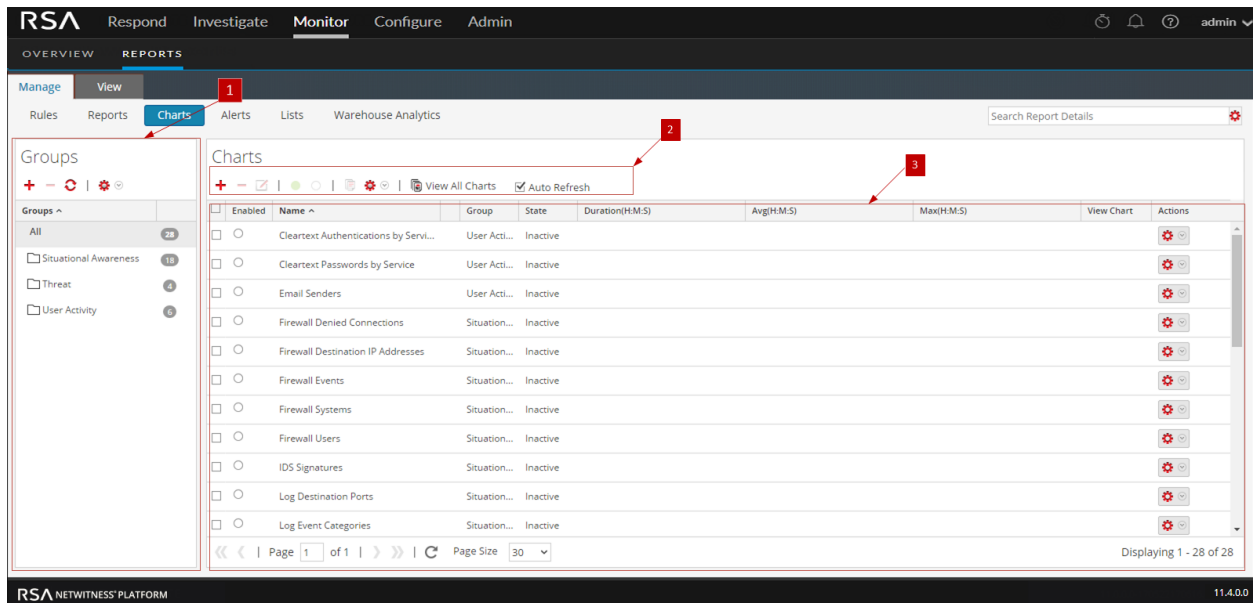 RSA Respond Investigate Monitor Configure Admin admin
OVERVIEW REPORTS
Manage View
1
Rules Reports Charts Alerts Lists Warehouse Analytics Search Report Details
2
Groups
Charts
3
View All Charts Auto Refresh
Groups
Enabled Name Group State Duration(H:M:S) Avg(H:M:S) Max(H:M:S) View Chart Actions
All 28
Situational Awareness 18
Threat 4
User Activity 6
Cleartext Authentications by Servi... User Acti... Inactive
Cleartext Passwords by Service User Acti... Inactive
Email Senders User Acti... Inactive
Firewall Denied Connections Situation... Inactive
Firewall Destination IP Addresses Situation... Inactive
Firewall Events Situation... Inactive
Firewall Systems Situation... Inactive
Firewall Users Situation... Inactive
IDS Signatures Situation... Inactive
Log Destination Ports Situation... Inactive
Log Event Categories Situation... Inactive
Page 1 of 1 Page Size 30 Displaying 1 - 28 of 28
RSA NETWITNESS® PLATFORM 11.4.0.0